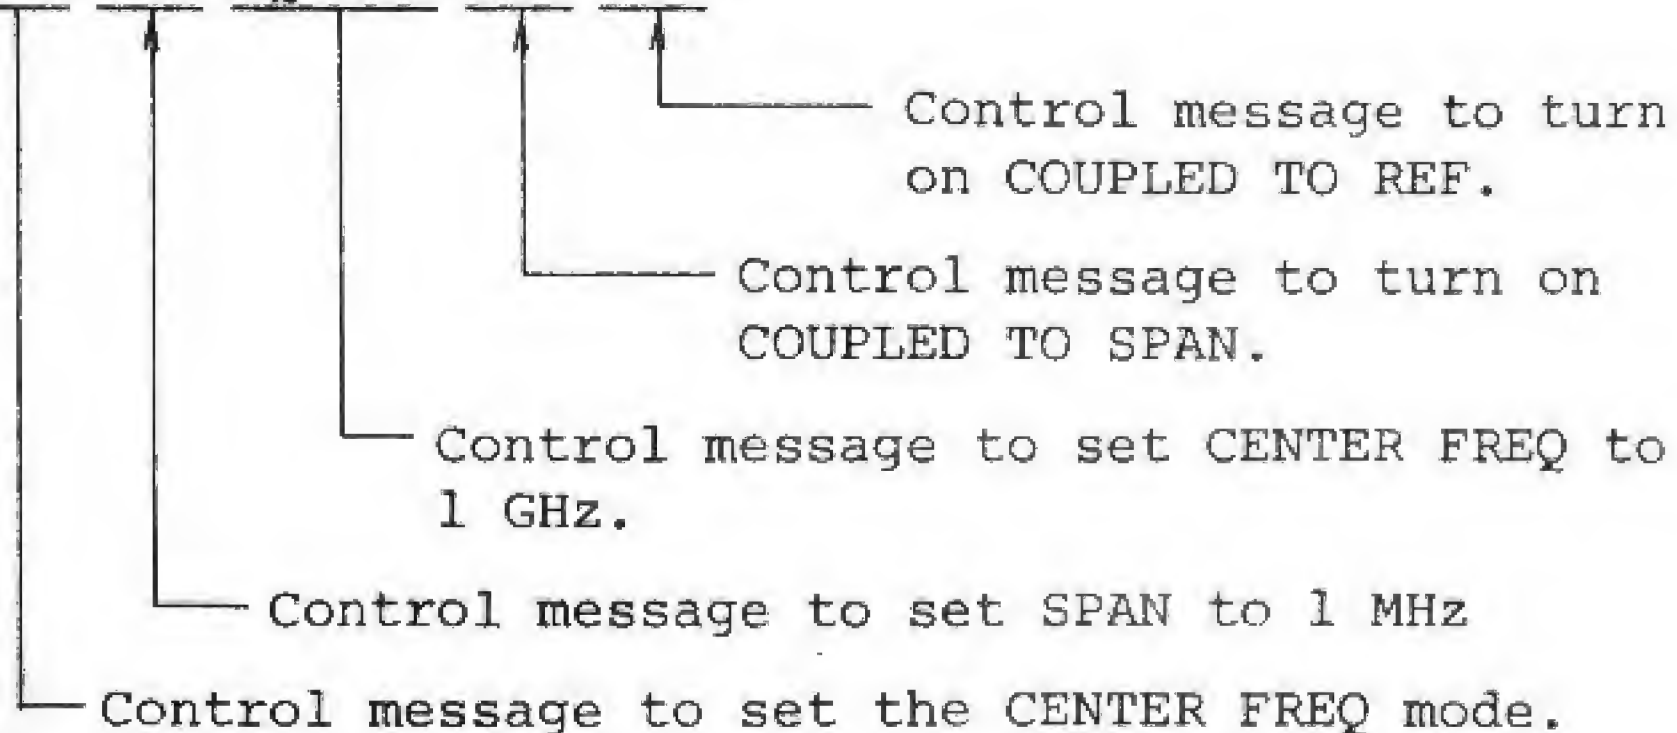 Control message to turn
on COUPLED TO REF.
Control message to turn on
COUPLED TO SPAN.
Control message to set CENTER FREQ to
1 GHz.
Control message to set SPAN to 1 MHz
Control message to set the CENTER FREQ mode.